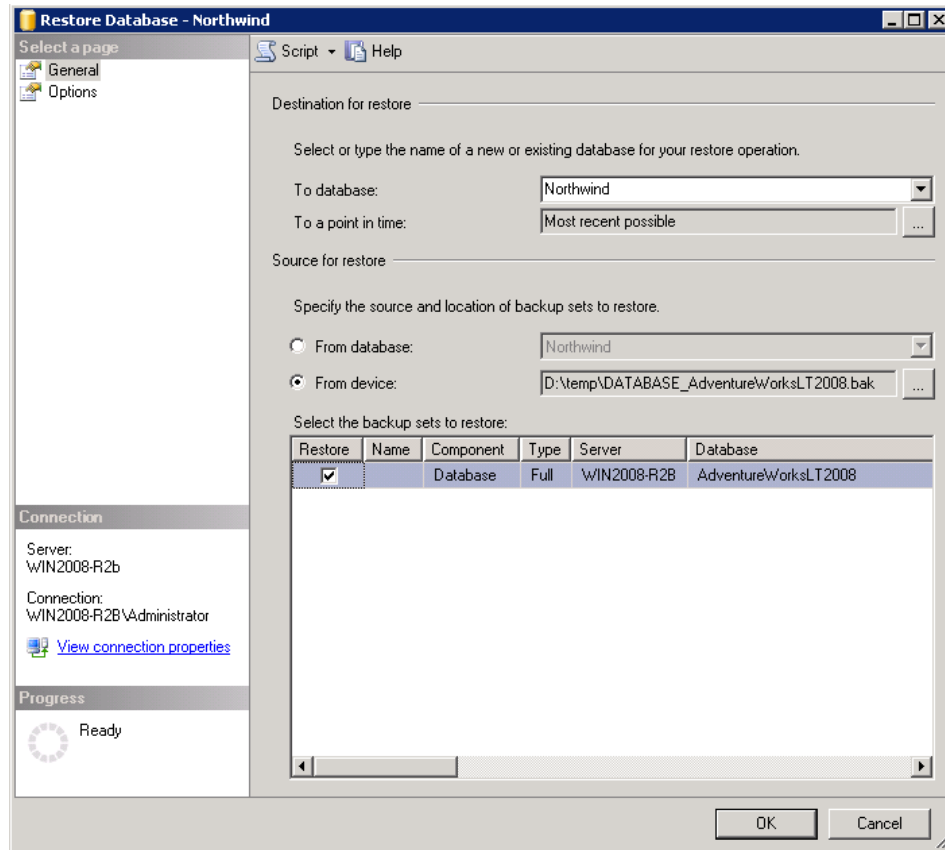 Restore Database - Northwind
Select a page
General
Options
Script Help
Destination for restore
Select or type the name of a new or existing database for your restore operation.
To database: Northwind
To a point in time: Most recent possible ...
Source for restore
Specify the source and location of backup sets to restore.
From database: Northwind
From device: D:\temp\DATABASE_AdventureWorksLT2008.bak ...
Select the backup sets to restore:
Restore Name Component Type Server Database
Database Full WIN2008-R2B AdventureWorksLT2008
Connection
Server:
WIN2008-R2b
Connection:
WIN2008-R2B\Administrator
View connection properties
Progress
Ready
OK Cancel